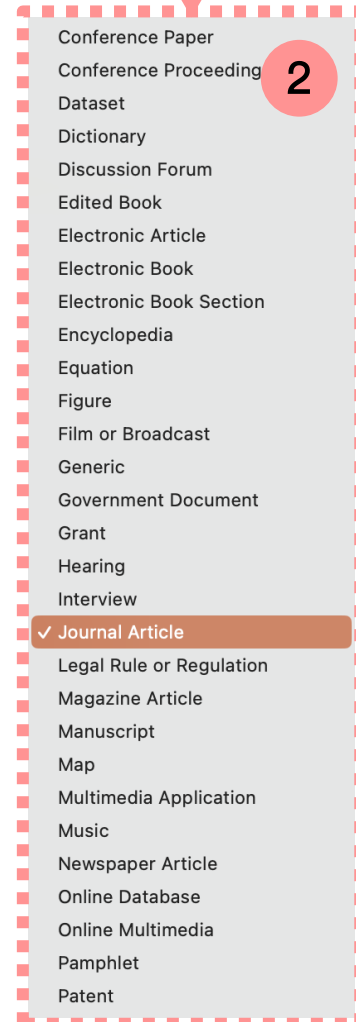 Conference Paper
Conference Proceeding
2
Dataset
Dictionary
Discussion Forum
Edited Book
Electronic Article
Electronic Book
Electronic Book Section
Encyclopedia
Equation
Figure
Film or Broadcast
Generic
Government Document
Grant
Hearing
Interview
✓ Journal Article
Legal Rule or Regulation
Magazine Article
Manuscript
Map
Multimedia Application
Music
Newspaper Article
Online Database
Online Multimedia
Pamphlet
Patent